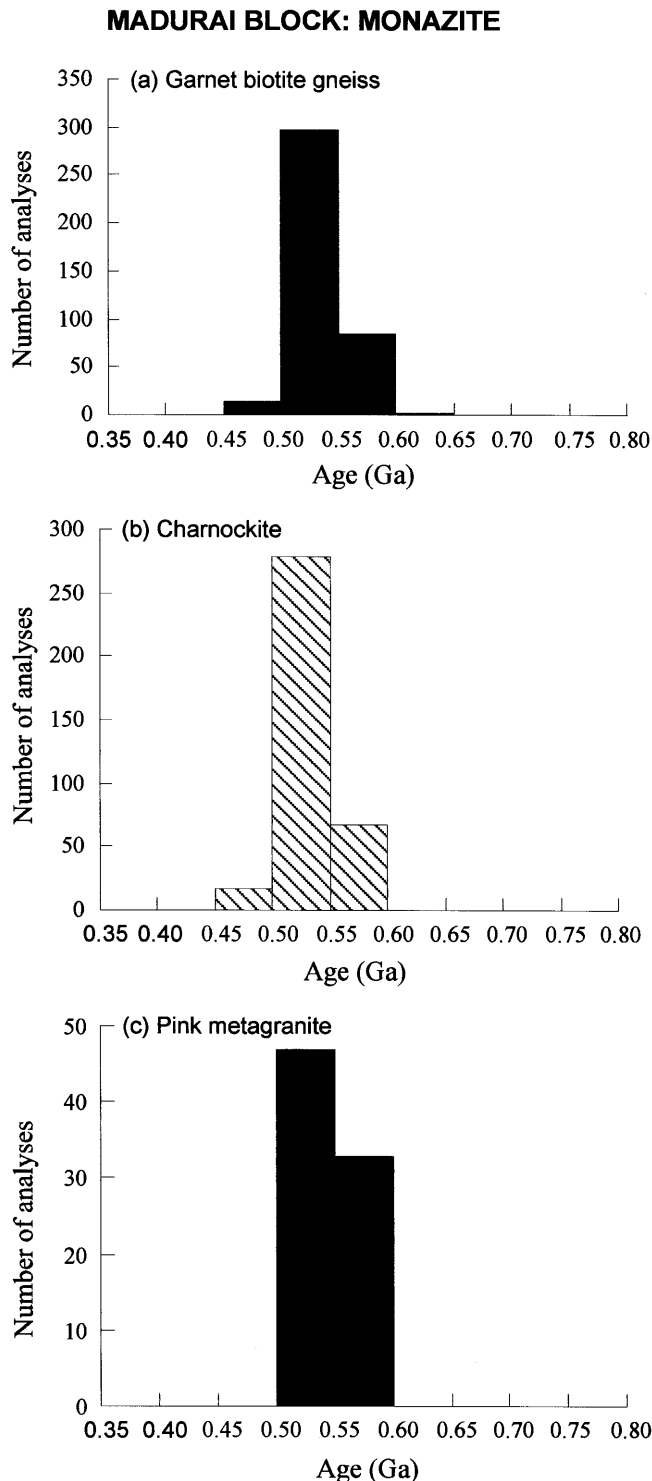 MADURAI BLOCK: MONAZITE
(a) Garnet biotite gneiss
350
300
250
200
150
100
50
0
Number of analyses
0.35 0.40 0.45 0.50 0.55 0.60 0.65 0.70 0.75 0.80
Age (Ga)
(b) Charnockite
300
250
200
150
100
50
0
Number of analyses
0.35 0.40 0.45 0.50 0.55 0.60 0.65 0.70 0.75 0.80
Age (Ga)
(c) Pink metagranite
50
40
30
20
10
0
Number of analyses
0.35 0.40 0.45 0.50 0.55 0.60 0.65 0.70 0.75 0.80
Age (Ga)